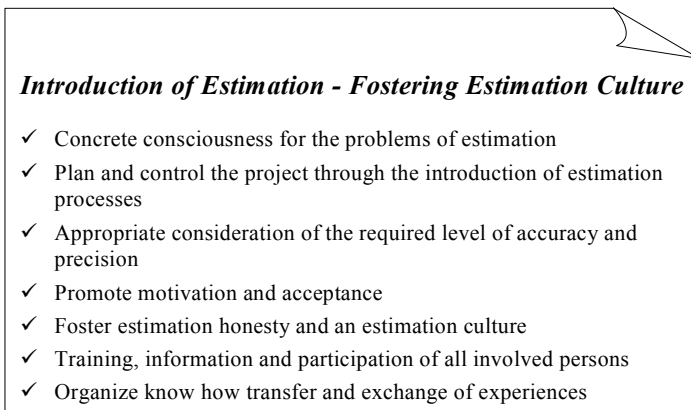 Introduction of Estimation - Fostering Estimation Culture
✓ Concrete consciousness for the problems of estimation
✓ Plan and control the project through the introduction of estimation
processes
✓ Appropriate consideration of the required level of accuracy and
precision
✓ Promote motivation and acceptance
✓ Foster estimation honesty and an estimation culture
✓ Training, information and participation of all involved persons
✓ Organize know how transfer and exchange of experiences